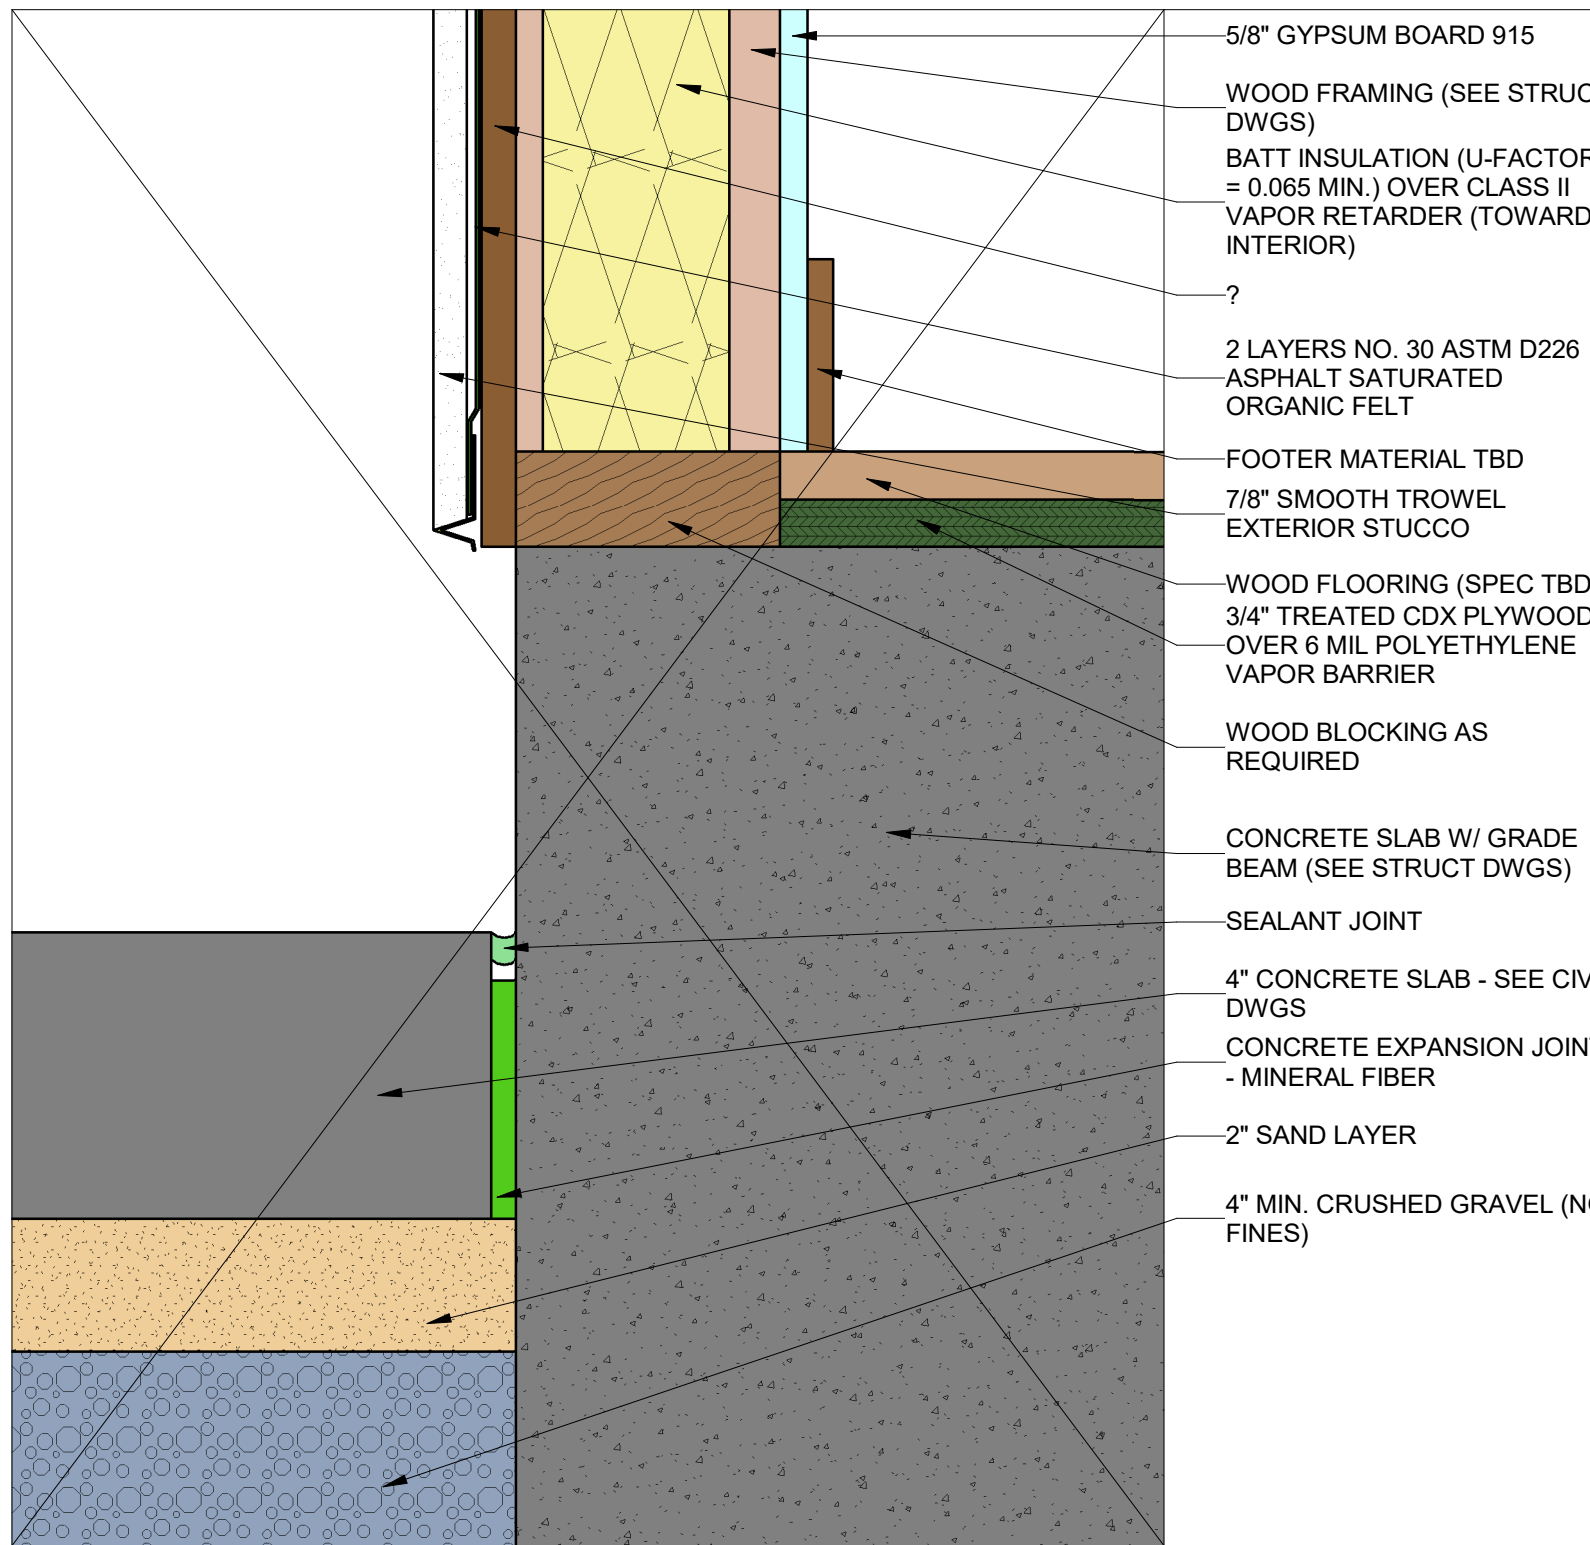 5/8" GYPSUM BOARD 915
WOOD FRAMING (SEE STRUC
DWGS)
BATT INSULATION (U-FACTOR
= 0.065 MIN.) OVER CLASS II
VAPOR RETARDER (TOWARD
INTERIOR)
?
2 LAYERS NO. 30 ASTM D226
ASPHALT SATURATED
ORGANIC FELT
FOOTER MATERIAL TBD
7/8" SMOOTH TROWEL
EXTERIOR STUCCO
WOOD FLOORING (SPEC TBD
3/4" TREATED CDX PLYWOOD
OVER 6 MIL POLYETHYLENE
VAPOR BARRIER
WOOD BLOCKING AS
REQUIRED
CONCRETE SLAB W/ GRADE
BEAM (SEE STRUCT DWGS)
SEALANT JOINT
4" CONCRETE SLAB - SEE CIV
DWGS
CONCRETE EXPANSION JOINT
- MINERAL FIBER
2" SAND LAYER
4" MIN. CRUSHED GRAVEL (NO
FINES)